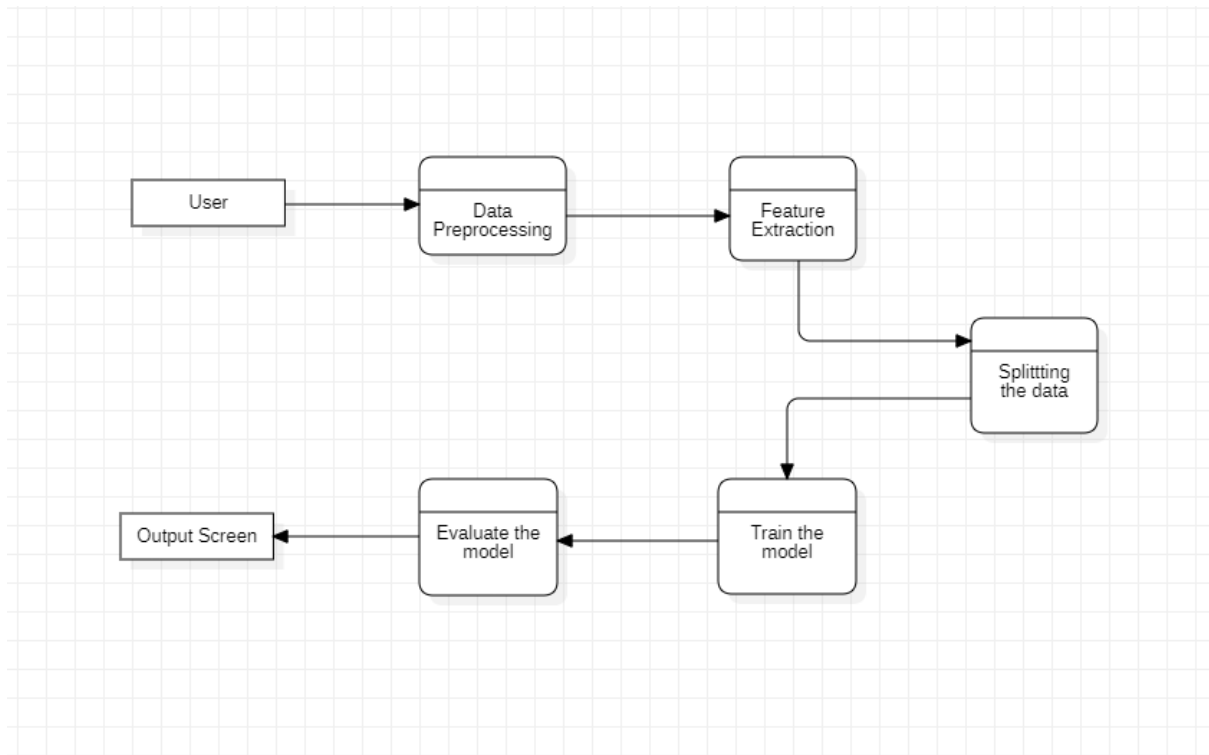 User
Data
Preprocessing
Feature
Extraction
Splittting
the data
Train the
model
Evaluate the
model
Output Screen